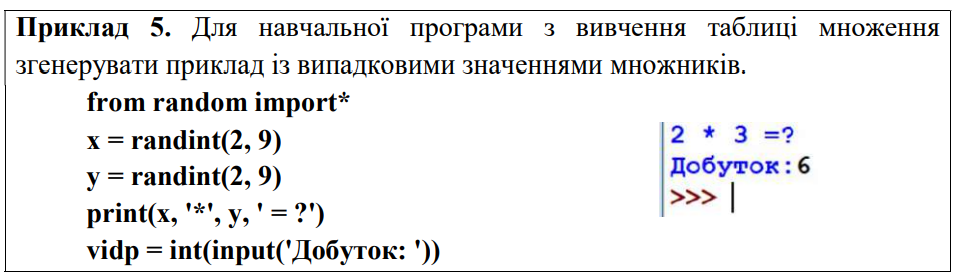 Приклад 5. Для навчальної програми з вивчення таблиці множення
згенерувати приклад із випадковими значеннями множників.
from random import*
x = randint(2, 9)
y = randint(2, 9)
print(x, '*', y, ' = ?')
vidp = int(input('Добуток: '))
2 * 3 =?
Добуток:6
>>>